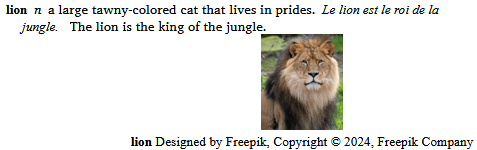 lion n a large tawny-colored cat that lives in prides. Le lion est le roi de la
jungle. The lion is the king of the jungle.
lion Designed by Freepik, Copyright © 2024, Freepik Company